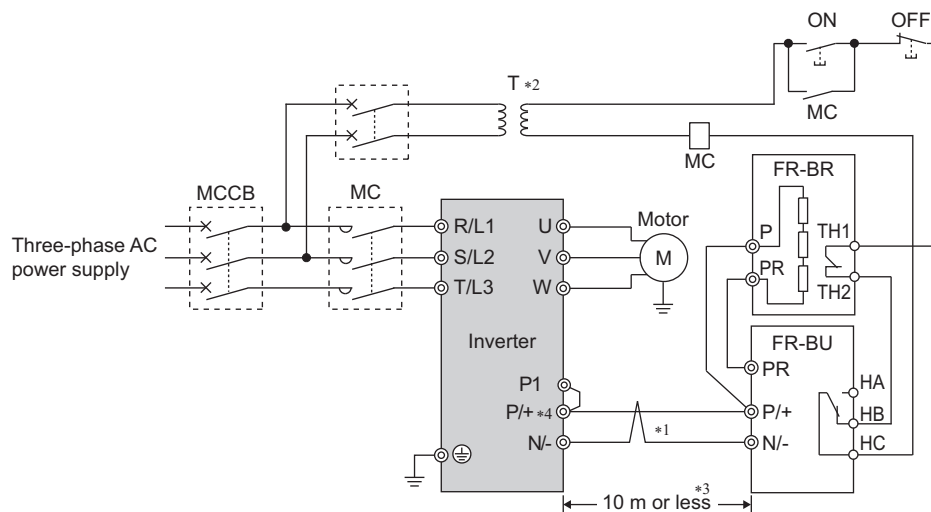 ON
OFF
T *2
MC
MC
FR-BR
MCCB
MC
Three-phase AC
power supply
R/L1
S/L2
T/L3
U
V
W
Motor
M
P
PR
TH1
TH2
Inverter
FR-BU
P1
P/+ *4
N/-
*1
PR
P/+
N/-
HA
HB
HC
10 m or less *3